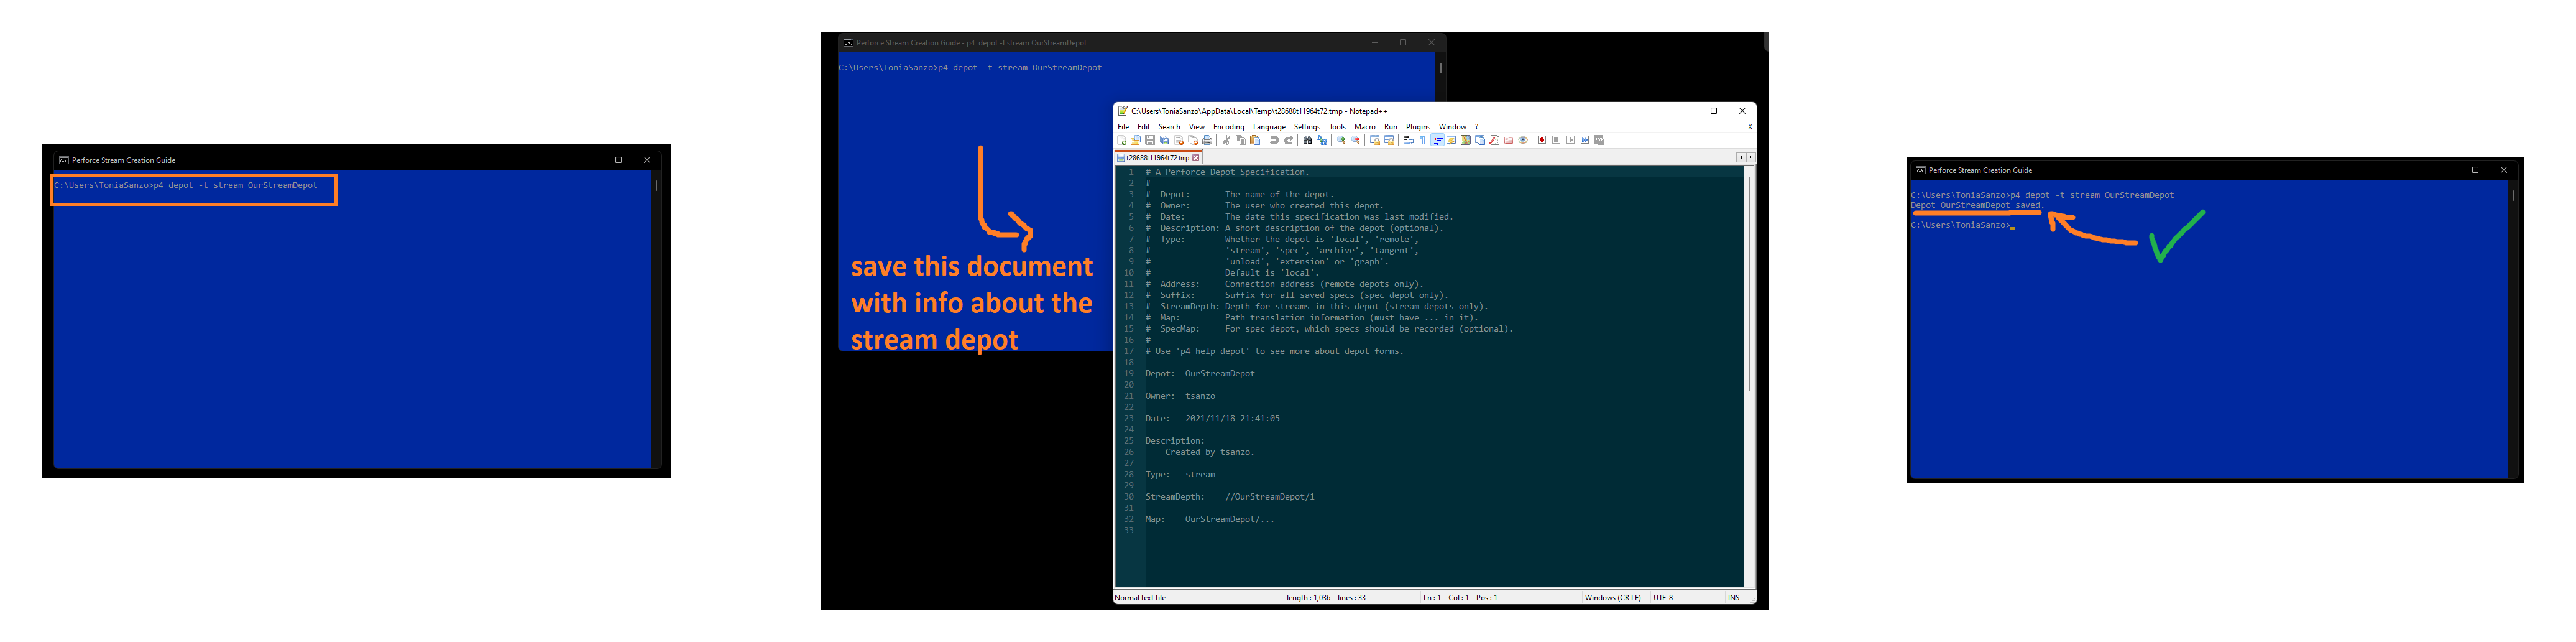 Perforce Stream Creation Guide
C:\Users\ToniaSanzo>p4 depot -t stream OurStreamDepot
Perforce Stream Creation Guide - p4  depot -t stream OurStreamDepot
C:\Users\ToniaSanzo>p4 depot -t stream OurStreamDepot
save this document
with info about the
stream depot
C:\Users\ToniaSanzo\AppData\Local\Temp\t28688t11964t72.tmp - Notepad++
File Edit Search View Encoding Language Settings Tools Macro Run Plugins Window ? X
t28688t11964t72.tmp
1 # A Perforce Depot Specification.
2 #
3 #  Depot:       The name of the depot.
4 #  Owner:       The user who created this depot.
5 #  Date:        The date this specification was last modified.
6 #  Description: A short description of the depot (optional).
7 #  Type:        Whether the depot is 'local', 'remote',
8 #               'stream', 'spec', 'archive', 'tangent',
9 #               'unload', 'extension' or 'graph'.
10 #               Default is 'local'.
11 #  Address:     Connection address (remote depots only).
12 #  Suffix:      Suffix for all saved specs (spec depot only).
13 #  StreamDepth: Depth for streams in this depot (stream depots only).
14 #  Map:         Path translation information (must have ... in it).
15 #  SpecMap:     For spec depot, which specs should be recorded (optional).
16 #
17 # Use 'p4 help depot' to see more about depot forms.
18
19 Depot:  OurStreamDepot
20
21 Owner:  tsanzo
22
23 Date:   2021/11/18 21:41:05
24
25 Description:
26     Created by tsanzo.
27
28 Type:   stream
29
30 StreamDepth:    //OurStreamDepot/1
31
32 Map:    OurStreamDepot/...
33
Normal text file length : 1,036 lines : 33 Ln : 1 Col : 1 Pos : 1 Windows (CR LF) UTF-8 INS
Perforce Stream Creation Guide
C:\Users\ToniaSanzo>p4 depot -t stream OurStreamDepot
Depot OurStreamDepot saved.
C:\Users\ToniaSanzo>